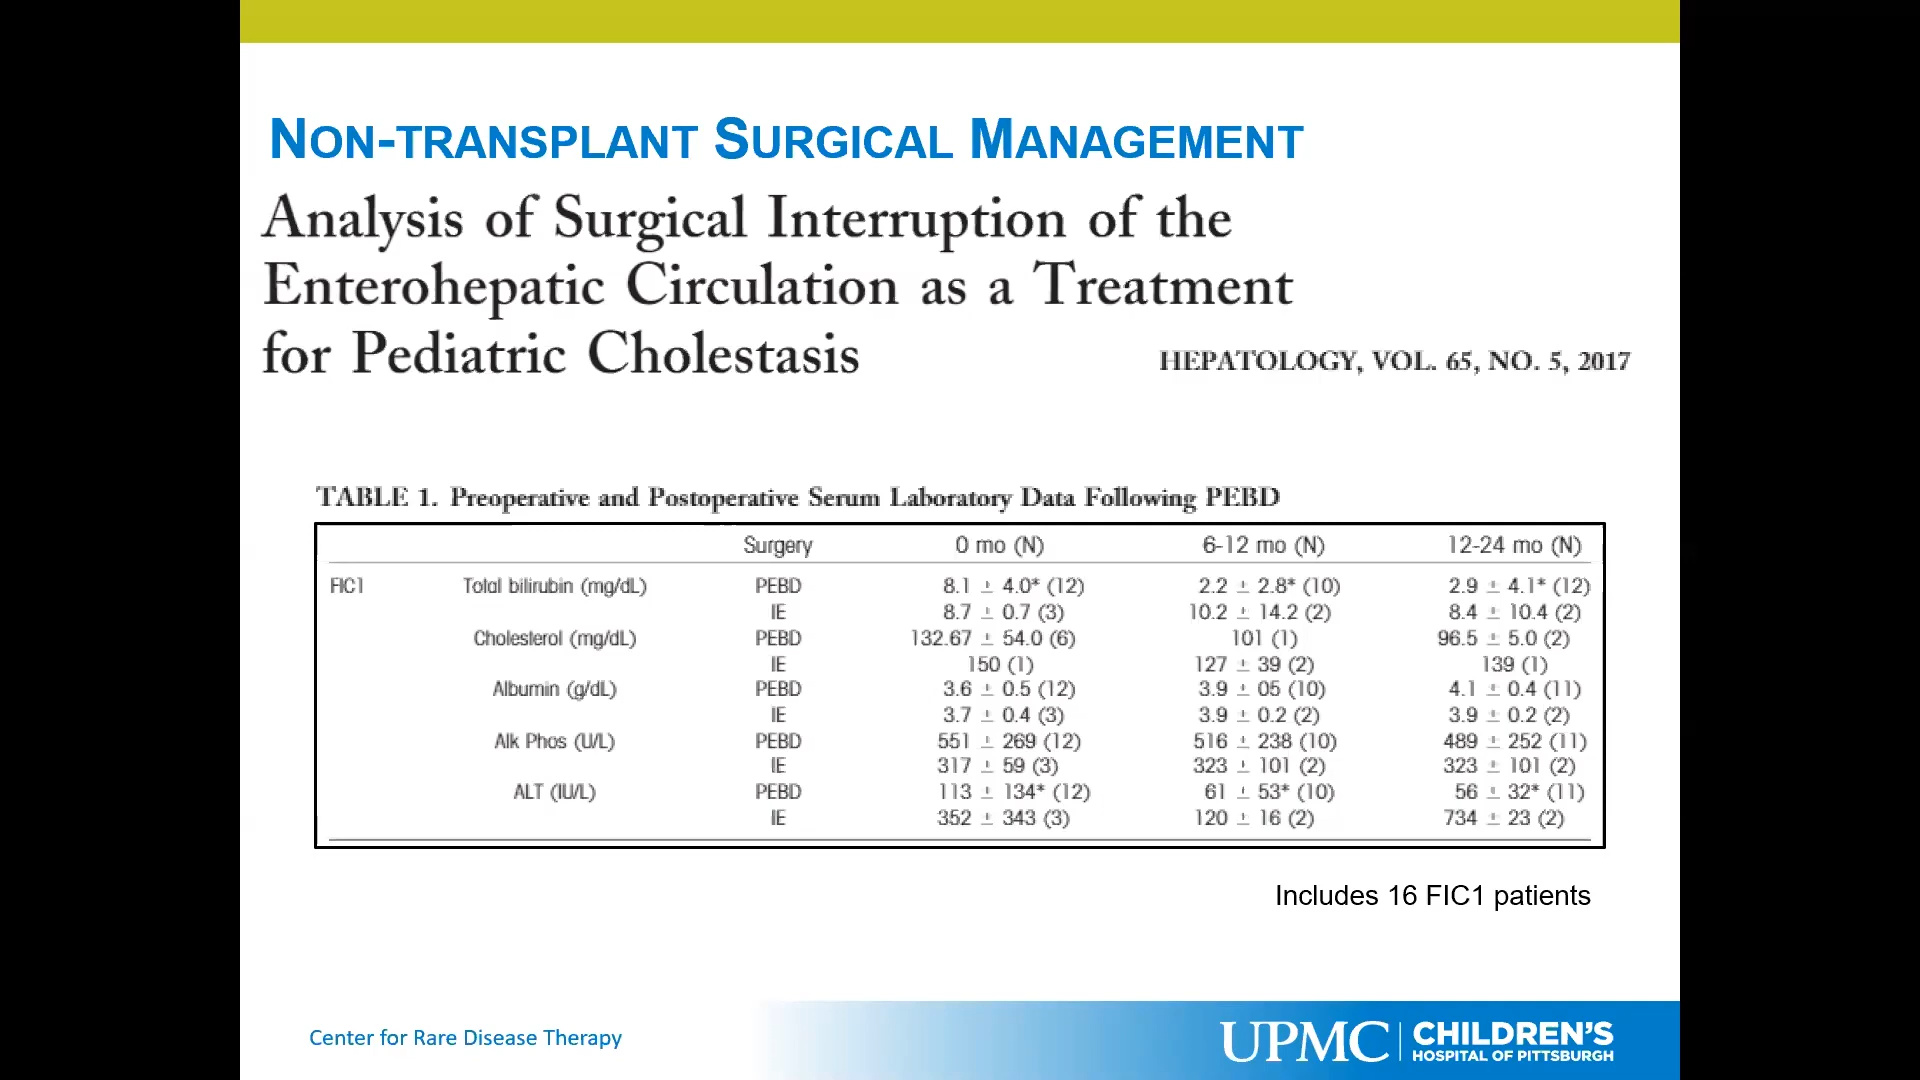 NON-TRANSPLANT SURGICAL MANAGEMENT
Analysis of Surgical Interruption of the
Enterohepatic Circulation as a Treatment
for Pediatric Cholestasis
HEPATOLOGY, VOL. 65, NO. 5, 2017
TABLE 1. Preoperative and Postoperative Serum Laboratory Data Following PEBD
Surgery 0 mo (N) 6-12 mo (N) 12-24 mo (N)
FIC1 Total bilirubin (mg/dL) PEBD 8.1 ± 4.0* (12) 2.2 ± 2.8* (10) 2.9 ± 4.1* (12)
IE 8.7 ± 0.7 (3) 10.2 ± 14.2 (2) 8.4 ± 10.4 (2)
Cholesterol (mg/dL) PEBD 132.67 ± 54.0 (6) 101 (1) 96.5 ± 5.0 (2)
IE 150 (1) 127 ± 39 (2) 139 (1)
Albumin (g/dL) PEBD 3.6 ± 0.5 (12) 3.9 ± 05 (10) 4.1 ± 0.4 (11)
IE 3.7 ± 0.4 (3) 3.9 ± 0.2 (2) 3.9 ± 0.2 (2)
Alk Phos (U/L) PEBD 551 ± 269 (12) 516 ± 238 (10) 489 ± 252 (11)
IE 317 ± 59 (3) 323 ± 101 (2) 323 ± 101 (2)
ALT (IU/L) PEBD 113 ± 134* (12) 61 ± 53* (10) 56 ± 32* (11)
IE 352 ± 343 (3) 120 ± 16 (2) 734 ± 23 (2)
Includes 16 FIC1 patients
Center for Rare Disease Therapy
UPMC CHILDREN'S
HOSPITAL OF PITTSBURGH